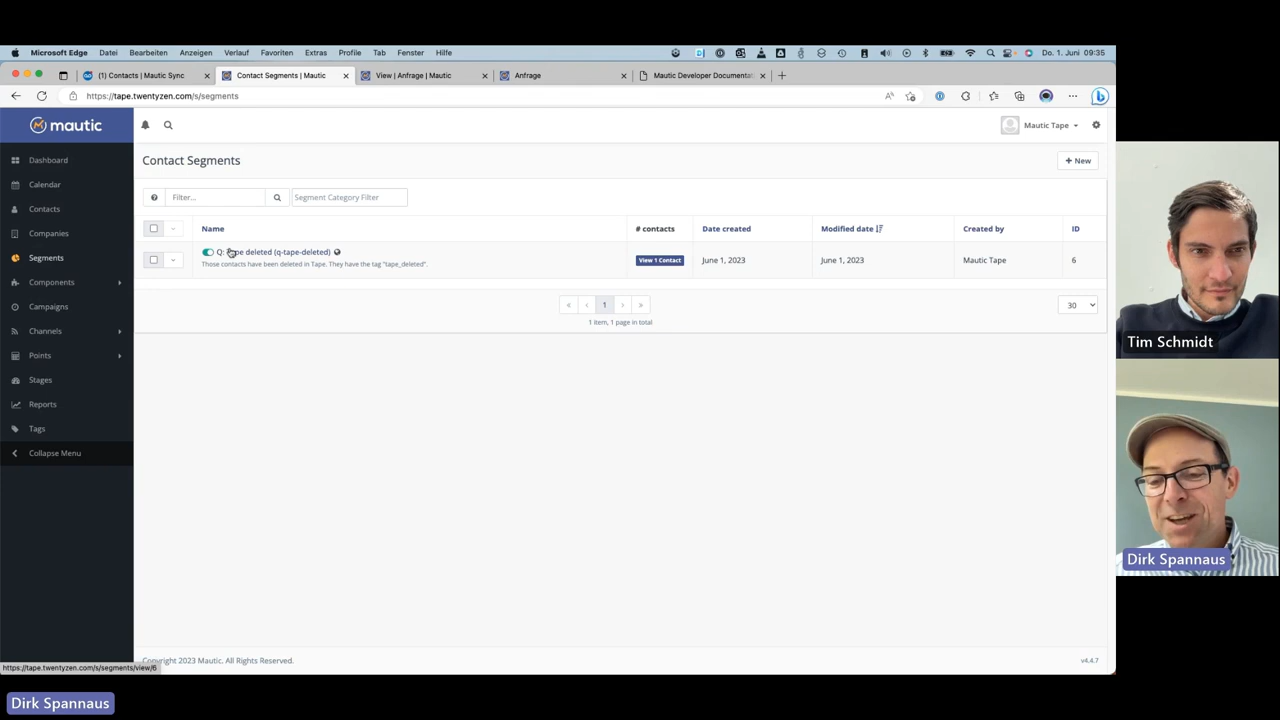 Microsoft Edge Datei Bearbeiten Anzeigen Verlauf Favoriten Extras Profile Tab Fenster Hilfe Do. 1. Juni 09:35
(1) Contacts | Mautic Sync × Contact Segments | Mautic × View | Anfrage | Mautic × Anfrage × Mautic Developer Documentat × +
https://tape.twentyzen.com/s/segments
mautic
Mautic Tape
Dashboard
Calendar
Contacts
Companies
Segments
Components
Campaigns
Channels
Points
Stages
Reports
Tags
Collapse Menu
Contact Segments
+ New
Filter... Segment Category Filter
Name # contacts Date created Modified date Created by ID
Q: Tape deleted (q-tape-deleted) View 1 Contact June 1, 2023 June 1, 2023 Mautic Tape 6
Those contacts have been deleted in Tape. They have the tag "tape_deleted".
« ‹ 1 › » 30
1 item, 1 page in total
Copyright 2023 Mautic. All Rights Reserved. v4.4.7
https://tape.twentyzen.com/s/segments/view/6
Tim Schmidt
Dirk Spannaus
Dirk Spannaus